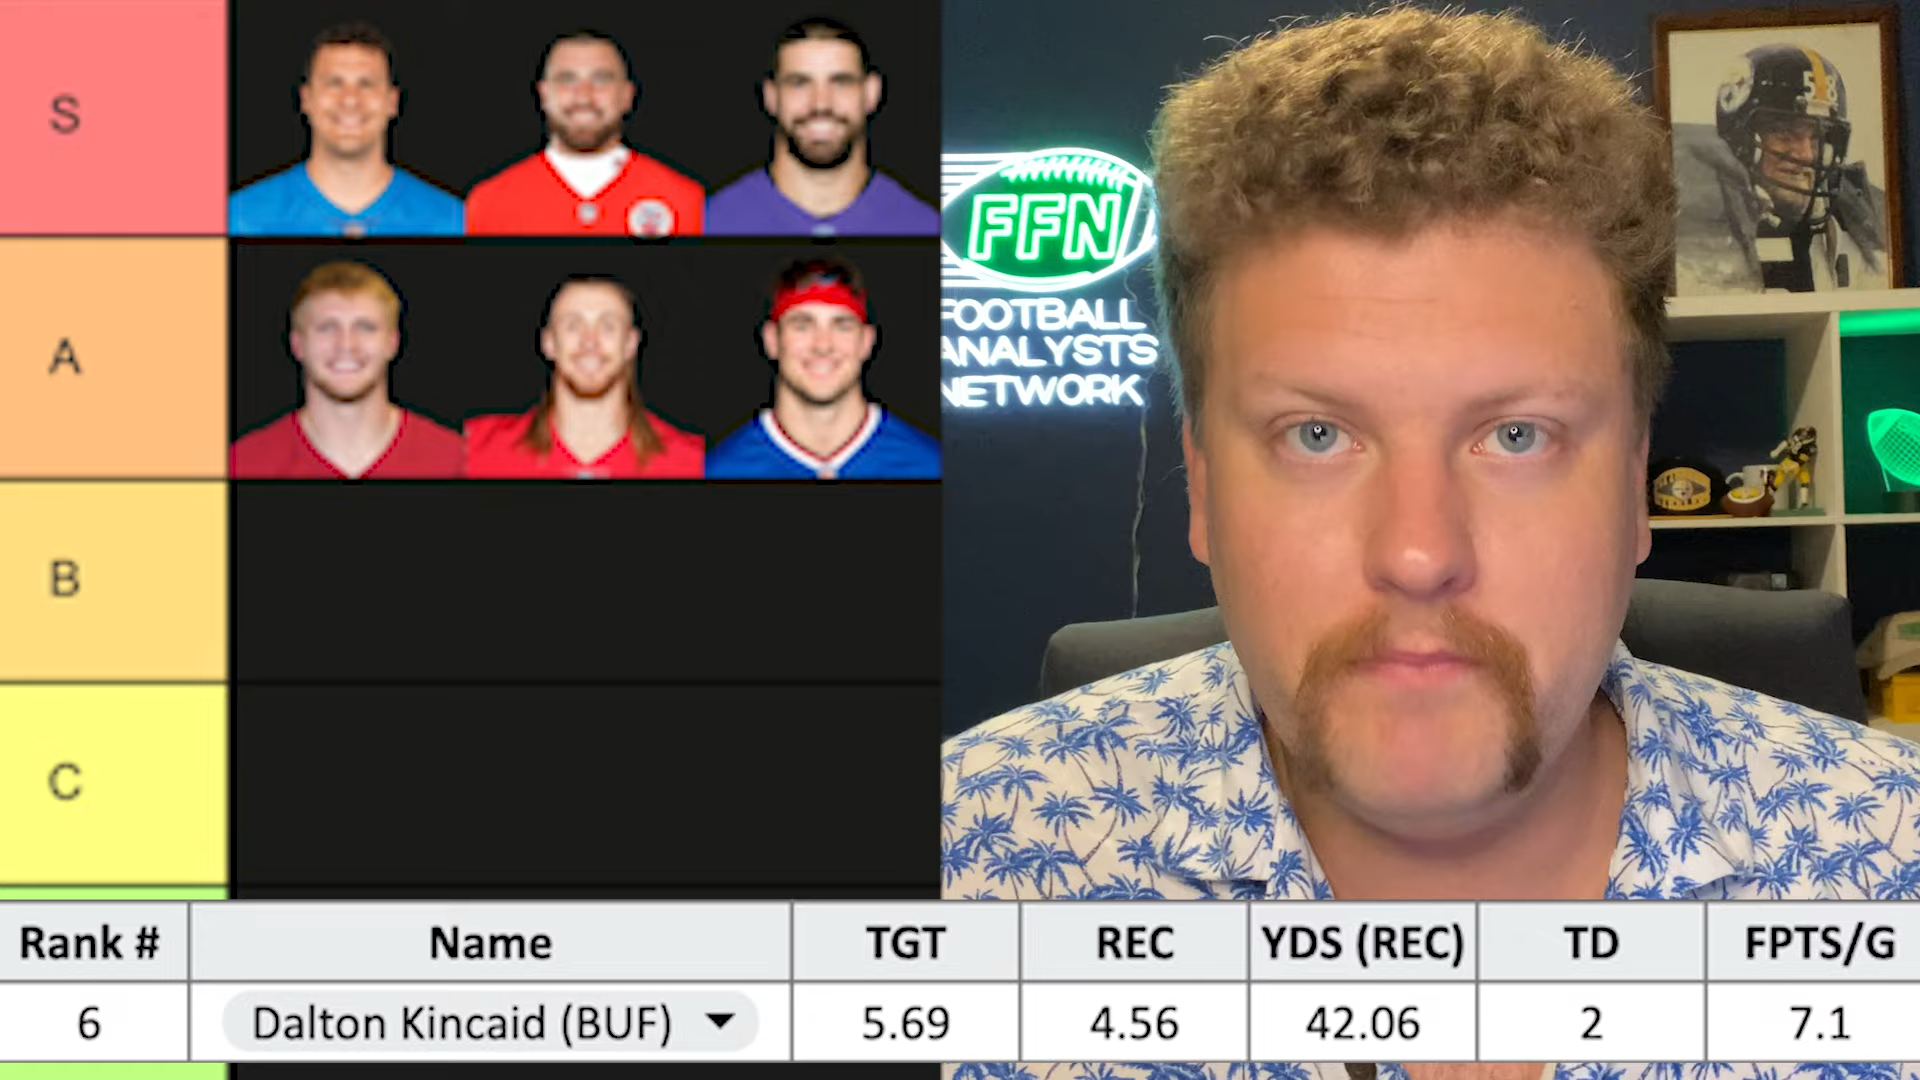 S
A
B
C
FFN
FOOTBALL
ANALYSTS
NETWORK
58
Rank # Name TGT REC YDS (REC) TD FPTS/G
6 Dalton Kincaid (BUF) 5.69 4.56 42.06 2 7.1